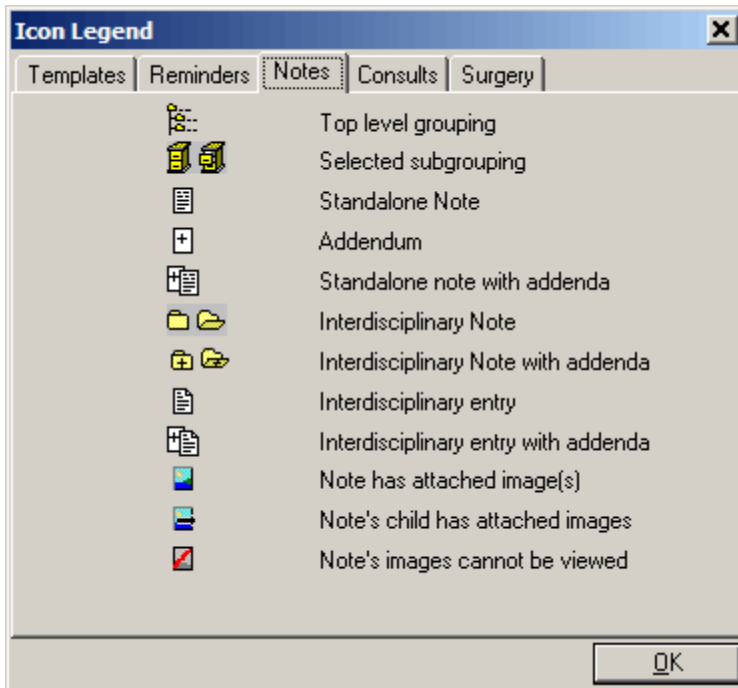 Icon Legend
Templates Reminders Notes Consults Surgery
Top level grouping
Selected subgrouping
Standalone Note
Addendum
Standalone note with addenda
Interdisciplinary Note
Interdisciplinary Note with addenda
Interdisciplinary entry
Interdisciplinary entry with addenda
Note has attached image(s)
Note's child has attached images
Note's images cannot be viewed
OK